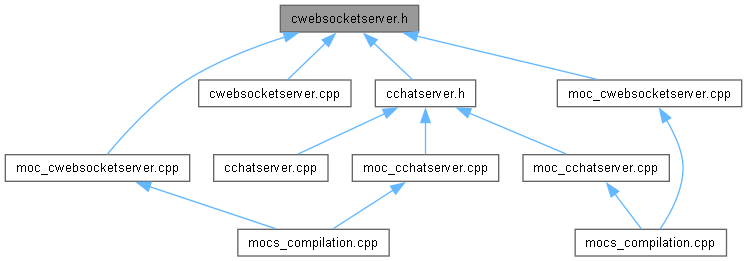 cwebsocketserver.h
cwebsocketserver.cpp
cchatserver.h
moc_cwebsocketserver.cpp
moc_cwebsocketserver.cpp
cchatserver.cpp
moc_cchatserver.cpp
moc_cchatserver.cpp
mocs_compilation.cpp
mocs_compilation.cpp